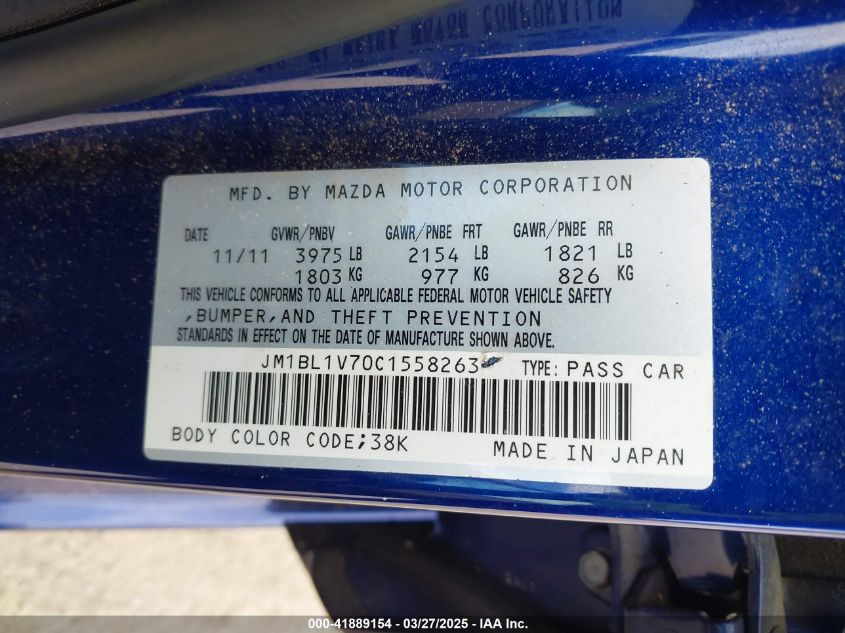 MFD. BY MAZDA MOTOR CORPORATION
DATE GVWR/PNBV GAWR/PNBE FRT GAWR/PNBE RR
11/11 3975 LB 2154 LB 1821 LB
1803 KG 977 KG 826 KG
THIS VEHICLE CONFORMS TO ALL APPLICABLE FEDERAL MOTOR VEHICLE SAFETY
,BUMPER,AND THEFT PREVENTION
STANDARDS IN EFFECT ON THE DATE OF MANUFACTURE SHOWN ABOVE.
JM1BL1V70C1558263 TYPE: PASS CAR
BODY COLOR CODE;38K MADE IN JAPAN
000-41889154 - 03/27/2025 - IAA Inc.